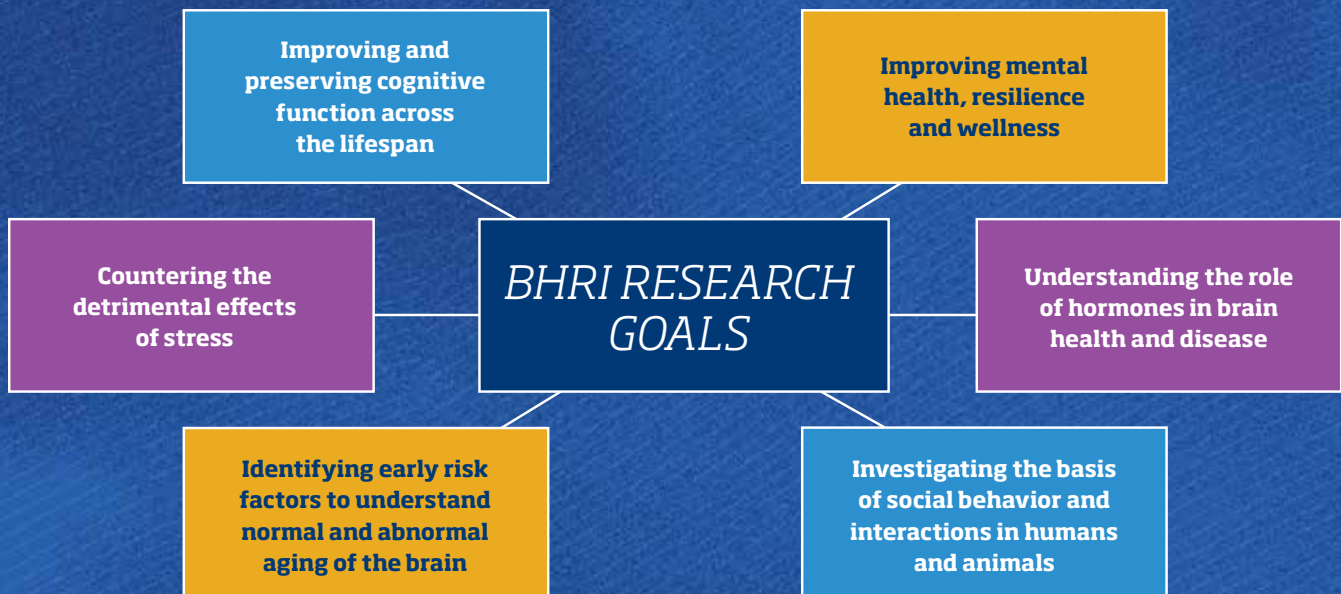 Improving and
preserving cognitive
function across
the lifespan
Improving mental
health, resilience
and wellness
Countering the
detrimental effects
of stress
BHRI RESEARCH
GOALS
Understanding the role
of hormones in brain
health and disease
Identifying early risk
factors to understand
normal and abnormal
aging of the brain
Investigating the basis
of social behavior and
interactions in humans
and animals